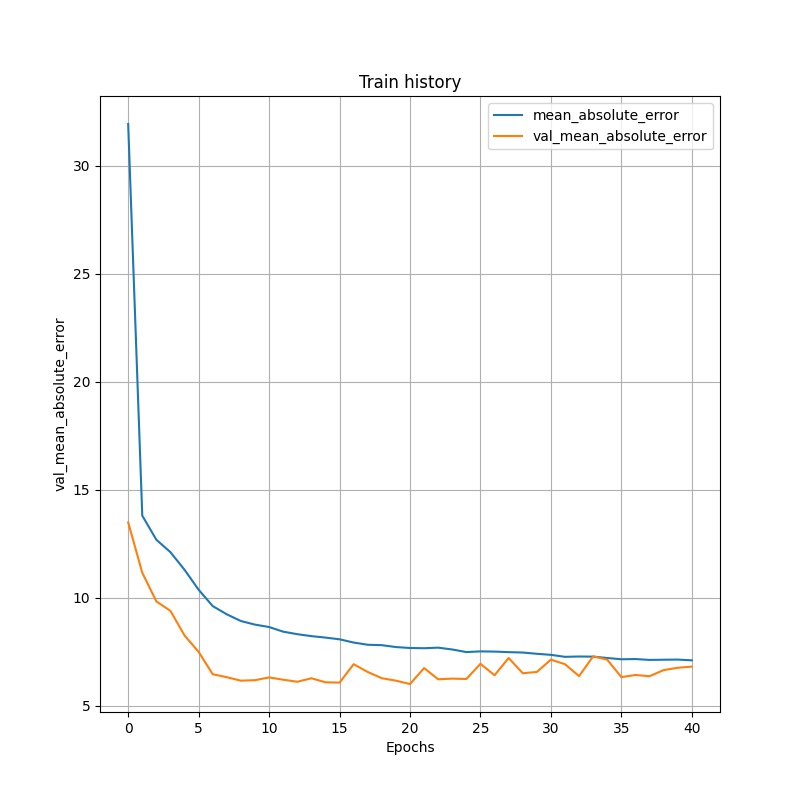 Train history
mean_absolute_error
val_mean_absolute_error
val_mean_absolute_error
30
25
20
15
10
5
0 5 10 15 20 25 30 35 40
Epochs